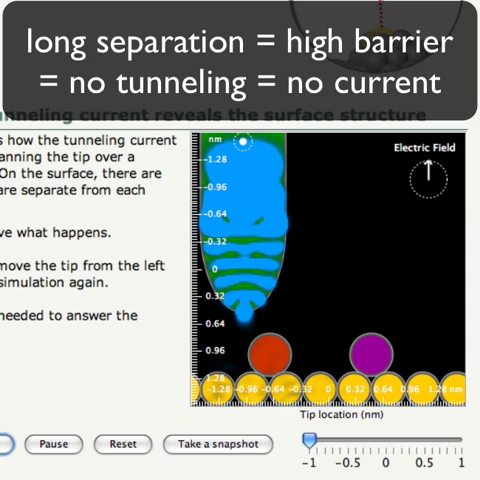 long separation = high barrier
= no tunneling = no current
nneling current reveals the surface structure
s how the tunneling current
anning the tip over a
On the surface, there are
are separate from each
ve what happens.
move the tip from the left
simulation again.
needed to answer the
nm
-1.28
-0.96
-0.64
-0.32
0
0.32
0.64
0.96
1.28
Electric Field
-1.28 -0.96 -0.64 -0.32 0 0.32 0.64 0.96 1.28 nm
Tip location (nm)
Pause Reset Take a snapshot
-1 -0.5 0 0.5 1